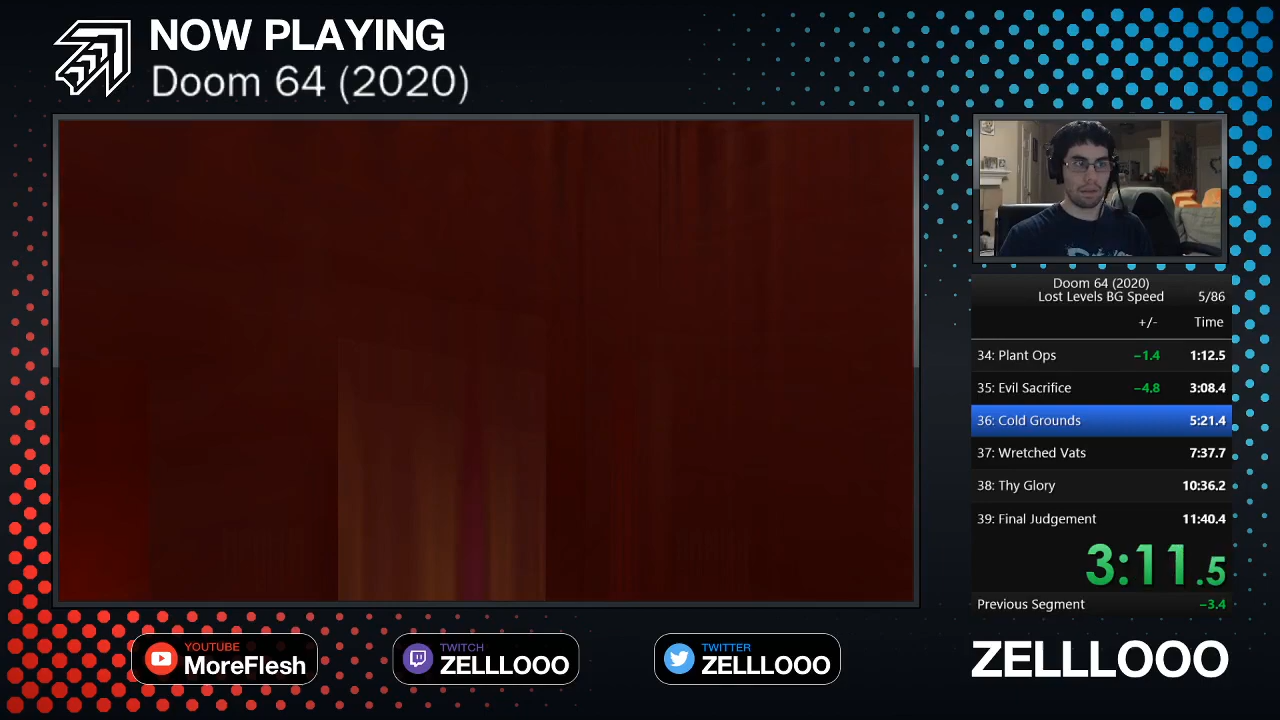 NOW PLAYING
Doom 64 (2020)
Doom 64 (2020)
Lost Levels BG Speed 5/86
+/- Time
34: Plant Ops −1.4 1:12.5
35: Evil Sacrifice −4.8 3:08.4
36: Cold Grounds 5:21.4
37: Wretched Vats 7:37.7
38: Thy Glory 10:36.2
39: Final Judgement 11:40.4
3:11.5
Previous Segment −3.4
YOUTUBE
MoreFlesh
TWITCH
ZELLLOOO
TWITTER
ZELLLOOO
ZELLLOOO